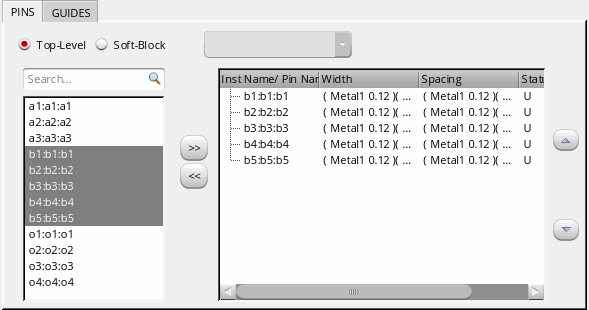 PINS GUIDES
Top-Level Soft-Block
Search...
Inst Name/ Pin Nar Width Spacing Statu
a1:a1:a1
a2:a2:a2
a3:a3:a3
b1:b1:b1
b2:b2:b2
b3:b3:b3
b4:b4:b4
b5:b5:b5
o1:o1:o1
o2:o2:o2
o3:o3:o3
o4:o4:o4
>>
<<
b1:b1:b1 ( Metal1 0.12 )( ... ( Metal1 0.12 )( ... U
b2:b2:b2 ( Metal1 0.12 )( ... ( Metal1 0.12 )( ... U
b3:b3:b3 ( Metal1 0.12 )( ... ( Metal1 0.12 )( ... U
b4:b4:b4 ( Metal1 0.12 )( ... ( Metal1 0.12 )( ... U
b5:b5:b5 ( Metal1 0.12 )( ... ( Metal1 0.12 )( ... U